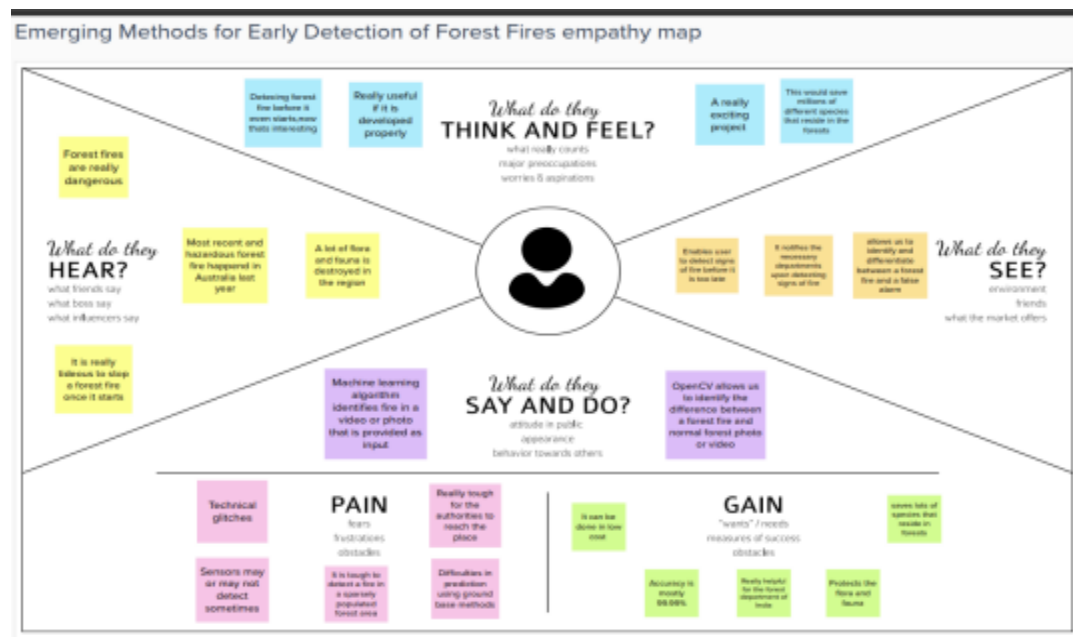 Emerging Methods for Early Detection of Forest Fires empathy map
Detecing forest
fire before it
even starts,now
thats interesting
Really useful
if it is
developed
properly
What do they
THINK AND FEEL?
what really counts
major preoccupations
worries & aspirations
A really
exciting
project
This would save
millions of
different species
that reside in the
forests
Forest fires
are really
dangerous
What do they
HEAR?
what friends say
what boss say
what influencers say
Most recent and
hazardous forest
fire happend in
Australia last
year
A lot of flora
and fauna is
destroyed in
the region
It is really
tideous to stop
a forest fire
once it starts
Enables user
to detect signs
of fire before it
is too late
It notifies the
necessary
departments
upon detecting
signs of fire
allows us to
identify and
differentiate
between a forest
fire and a false
alarm
What do they
SEE?
environment
friends
what the market offers
Machine learning
algorithm
identifies fire in a
video or photo
that is provided as
input
What do they
SAY AND DO?
attitude in public
appearance
behavior towards others
OpenCV allows us
to identify the
difference between
a forest fire and
normal forest photo
or video
Technical
glitches
PAIN
fears
frustrations
obstacles
Really tough
for the
authorities to
reach the
place
Sensors may
or may not
detect
sometimes
It is tough to
detect a fire in
a sparsely
populated
forest area
Difficulties in
prediction
using ground
base methods
It can be
done in low
cost
GAIN
"wants" / needs
measures of success
obstacles
saves lots of
species that
reside in
forests
Accuracy is
mostly
99.99%
Really helpful
for the forest
department of
India
Protects the
flora and
fauna